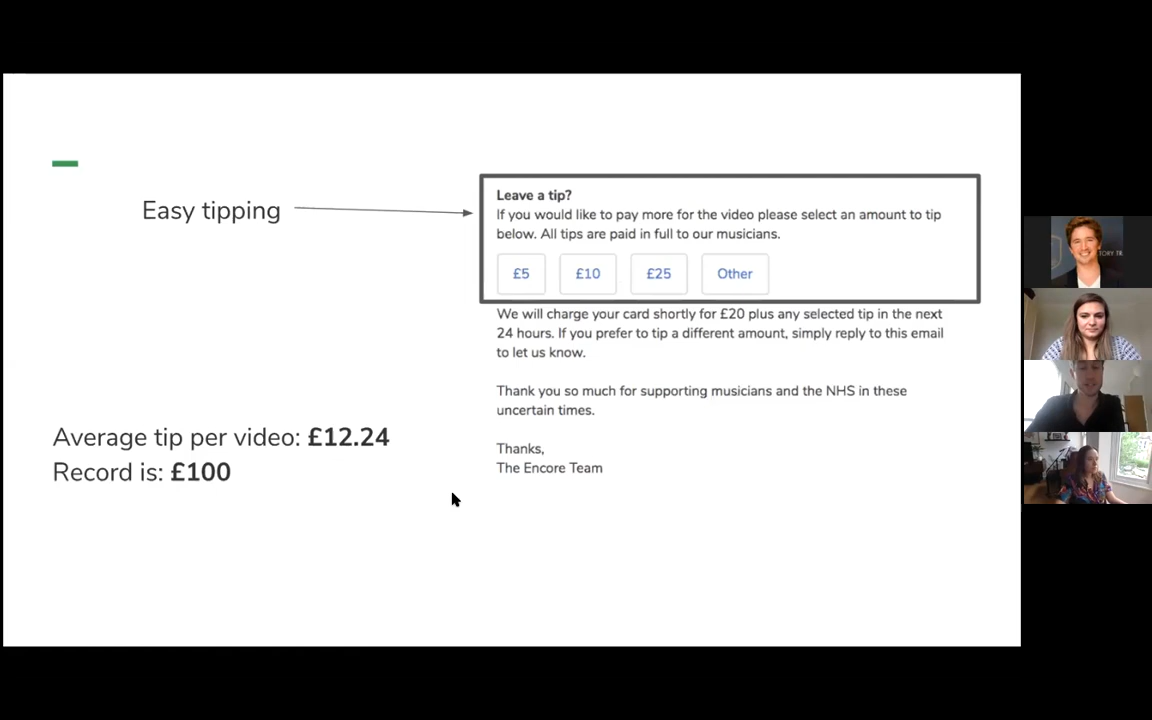 Easy tipping
Leave a tip?
If you would like to pay more for the video please select an amount to tip
below. All tips are paid in full to our musicians.
£5 £10 £25 Other
We will charge your card shortly for £20 plus any selected tip in the next
24 hours. If you prefer to tip a different amount, simply reply to this email
to let us know.
Thank you so much for supporting musicians and the NHS in these
uncertain times.
Thanks,
The Encore Team
Average tip per video: £12.24
Record is: £100